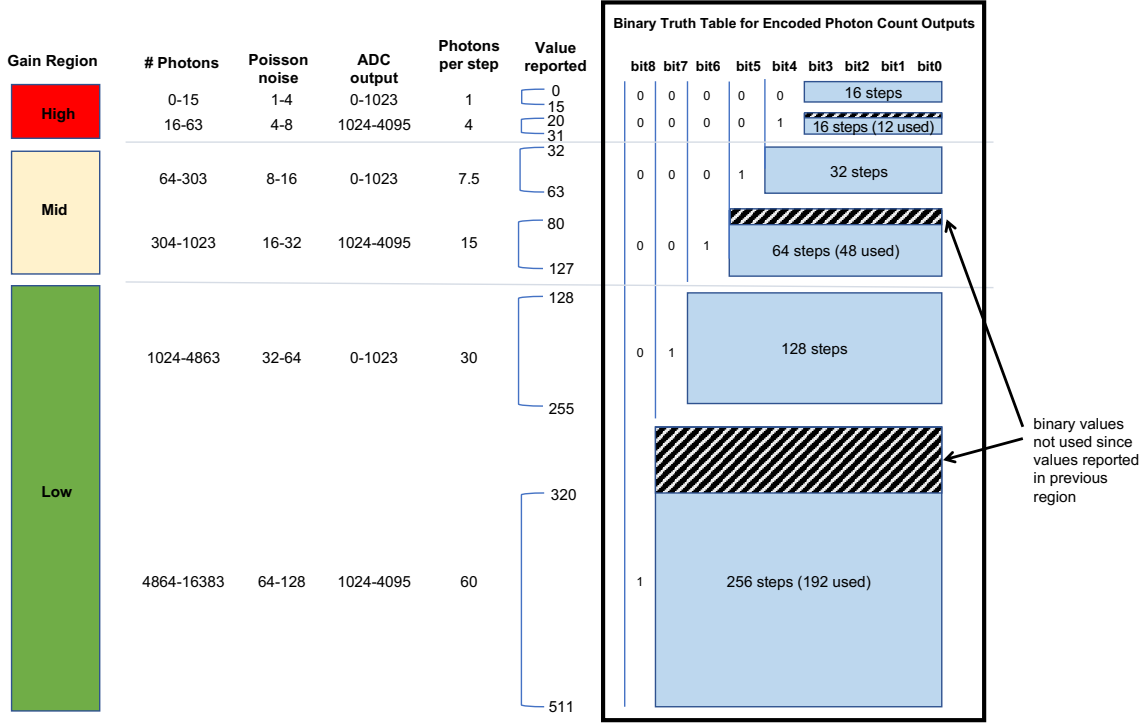 Binary Truth Table for Encoded Photon Count Outputs
Gain Region # Photons Poisson noise ADC output Photons per step Value reported bit8 bit7 bit6 bit5 bit4 bit3 bit2 bit1 bit0
High
0-15 1-4 0-1023 1 0 15 0 0 0 0 0 16 steps
16-63 4-8 1024-4095 4 20 31 0 0 0 0 1 16 steps (12 used)
Mid
64-303 8-16 0-1023 7.5 32 63 0 0 0 1 32 steps
304-1023 16-32 1024-4095 15 80 127 0 0 1 64 steps (48 used)
Low
1024-4863 32-64 0-1023 30 128 255 0 1 128 steps
4864-16383 64-128 1024-4095 60 320 511 1 256 steps (192 used)
binary values
not used since
values reported
in previous
region